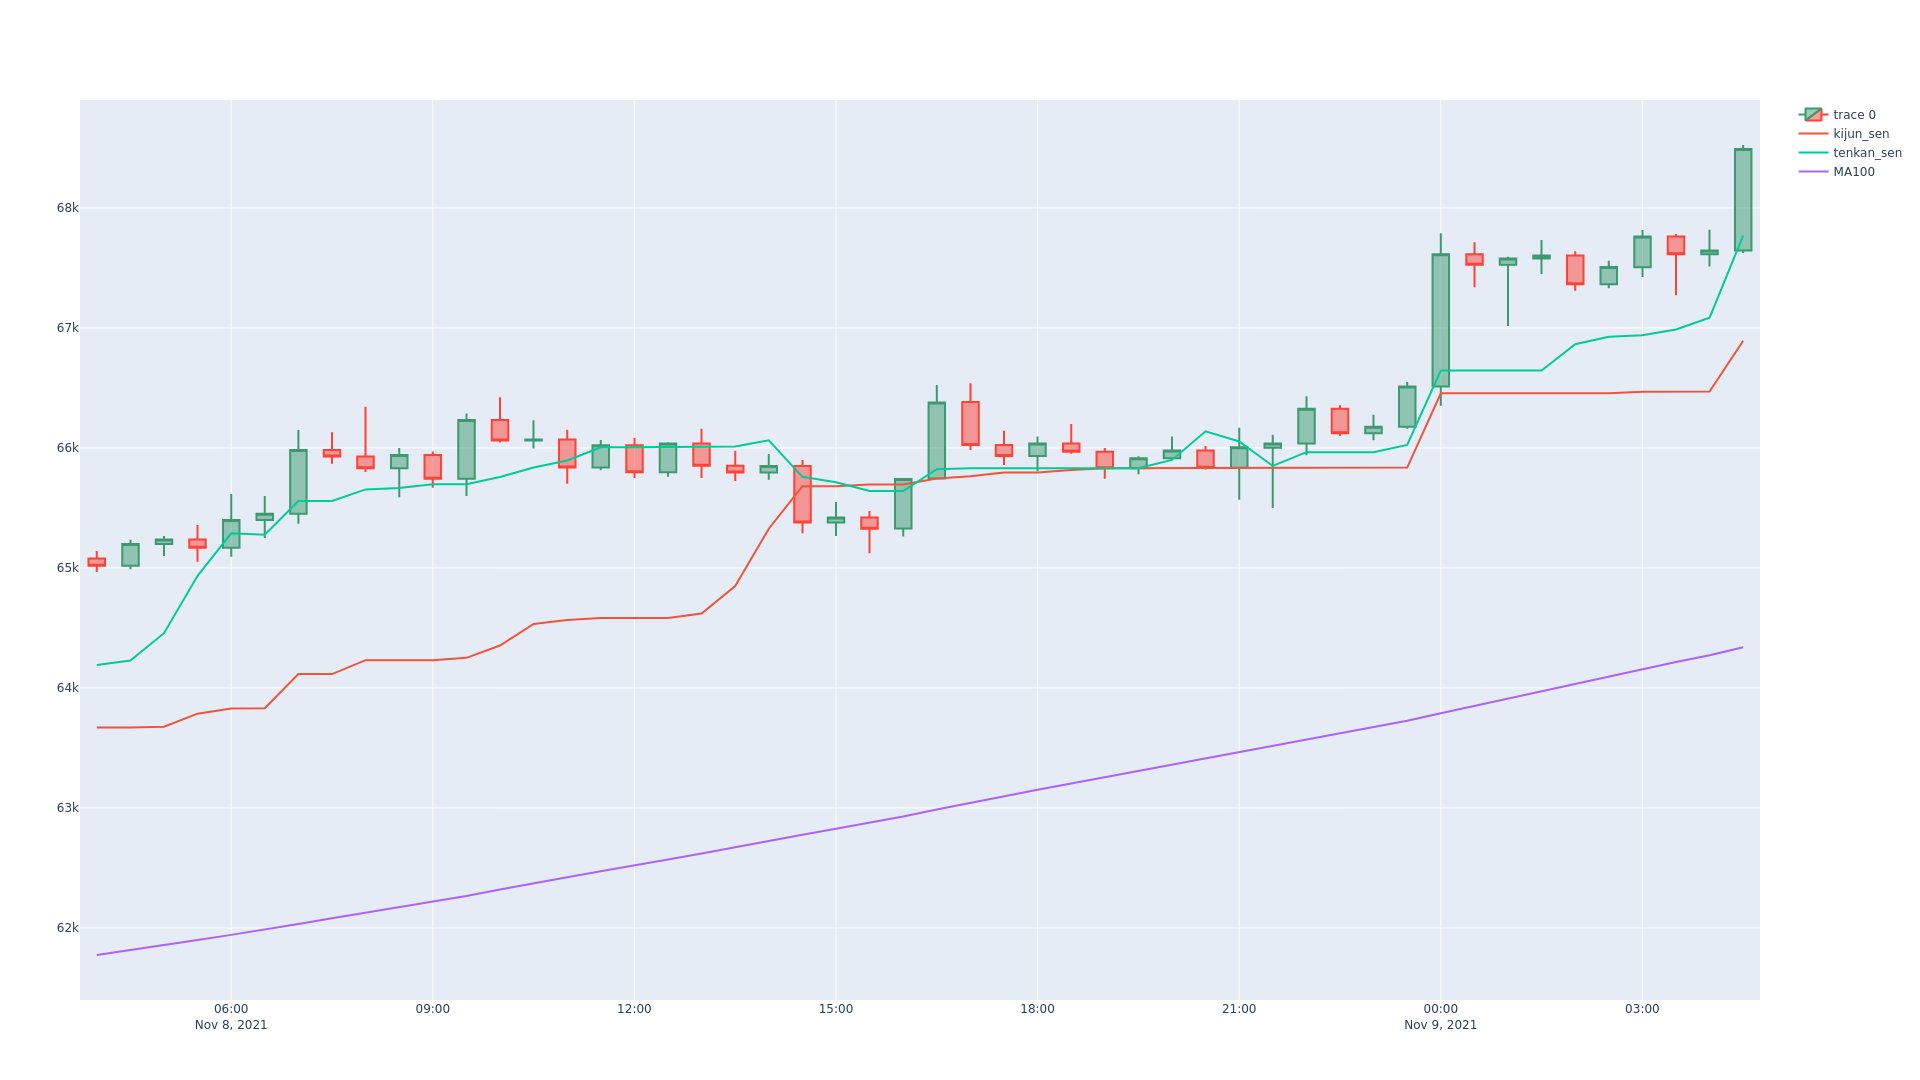 trace 0
kijun_sen
tenkan_sen
MA100
68k
67k
66k
65k
64k
63k
62k
06:00 09:00 12:00 15:00 18:00 21:00 00:00 03:00
Nov 8, 2021 Nov 9, 2021